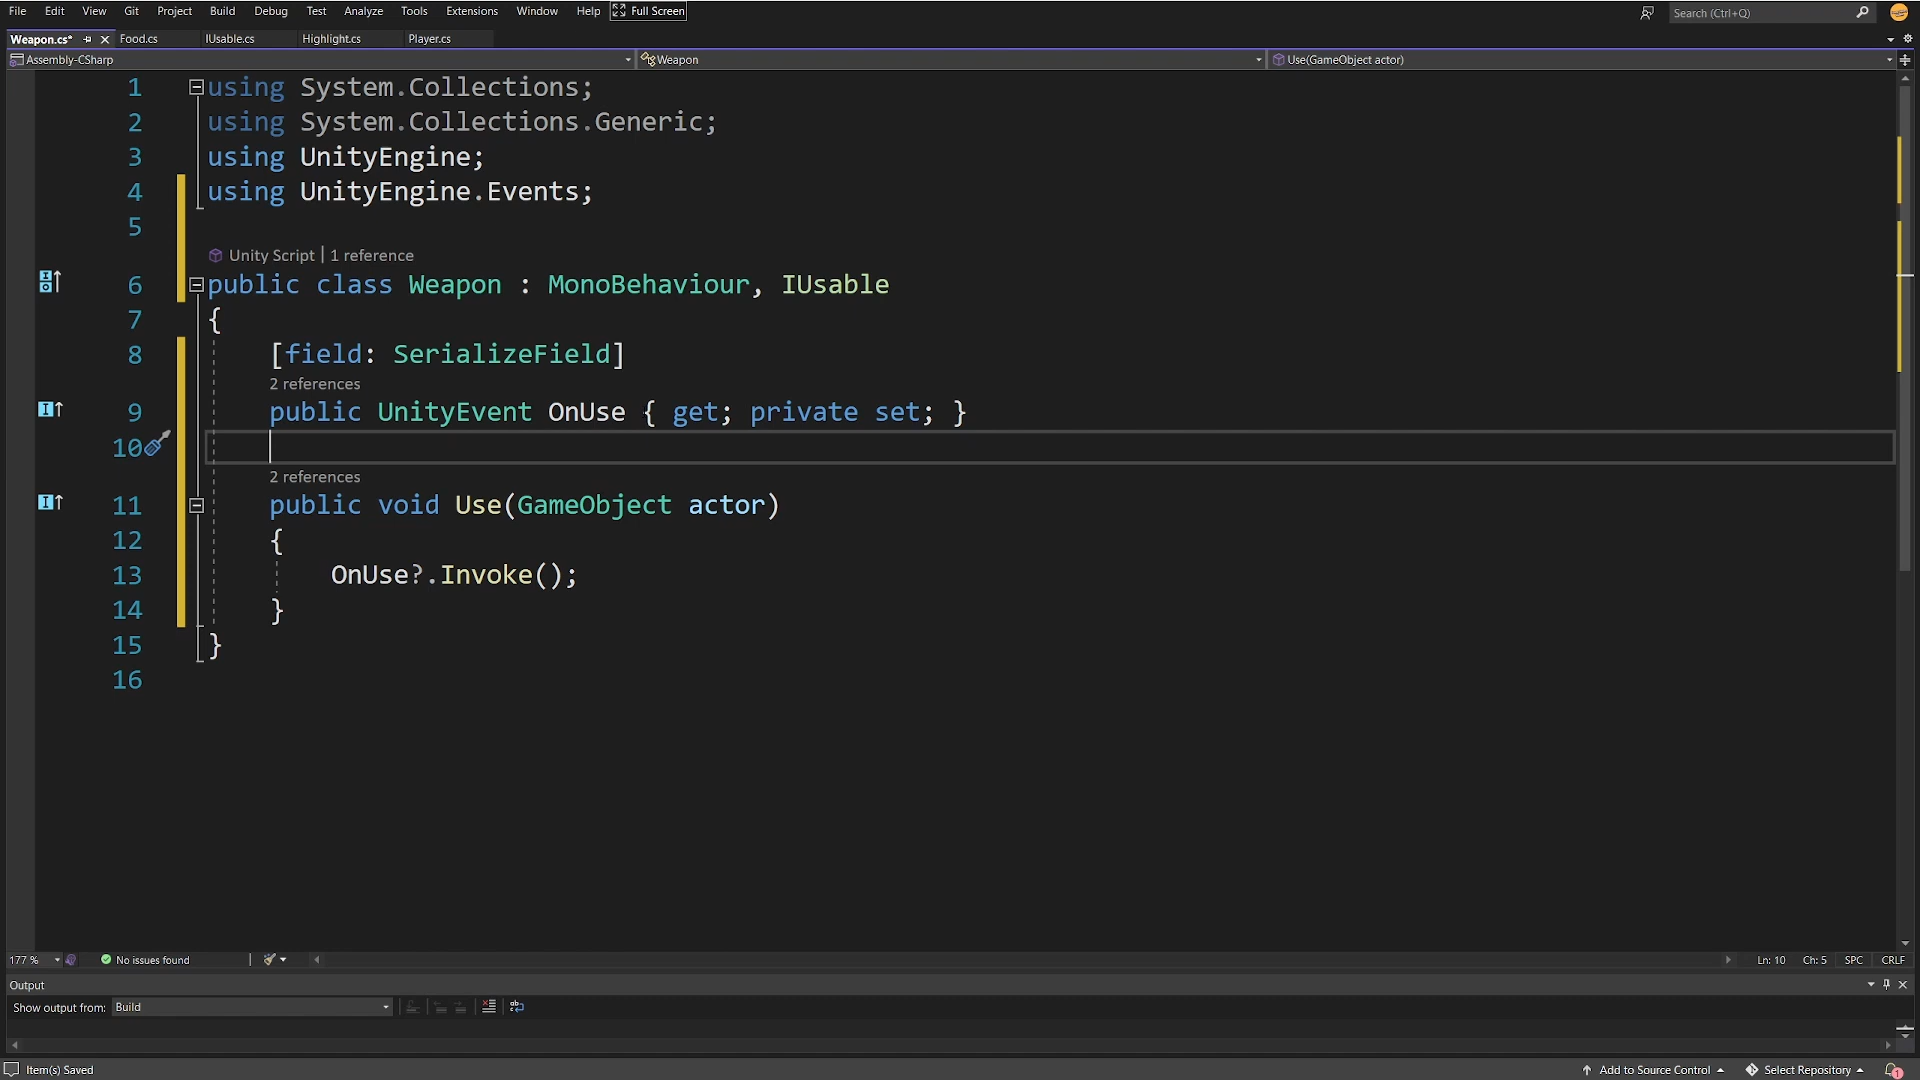 File Edit View Git Project Build Debug Test Analyze Tools Extensions Window Help Full Screen Search (Ctrl+Q)
Weapon.cs* Food.cs IUsable.cs Highlight.cs Player.cs
Assembly-CSharp Weapon Use(GameObject actor)
1 using System.Collections;
2 using System.Collections.Generic;
3 using UnityEngine;
4 using UnityEngine.Events;
5
Unity Script | 1 reference
6 public class Weapon : MonoBehaviour, IUsable
7 {
8 [field: SerializeField]
2 references
9 public UnityEvent OnUse { get; private set; }
10
2 references
11 public void Use(GameObject actor)
12 {
13 OnUse?.Invoke();
14 }
15 }
16
177 % No issues found Ln: 10 Ch: 5 SPC CRLF
Output
Show output from: Build
Item(s) Saved Add to Source Control Select Repository 1